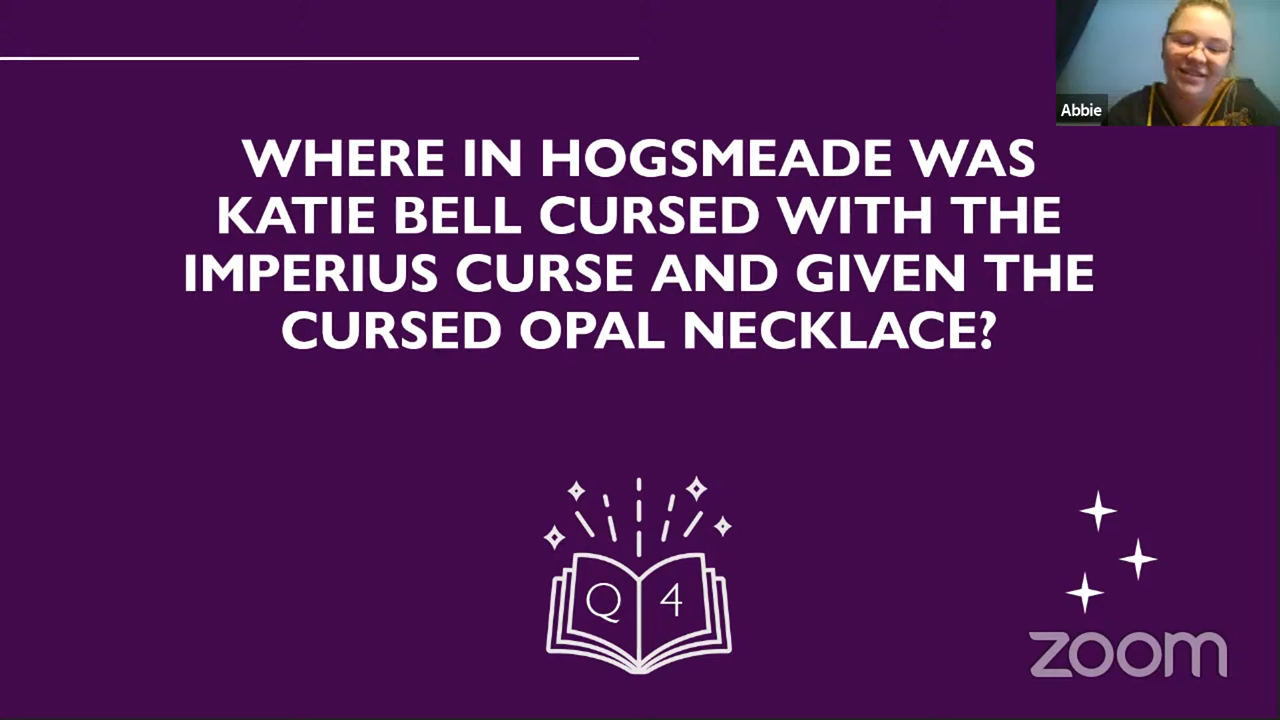 Abbie
WHERE IN HOGSMEADE WAS
KATIE BELL CURSED WITH THE
IMPERIUS CURSE AND GIVEN THE
CURSED OPAL NECKLACE?
Q 4
zoom